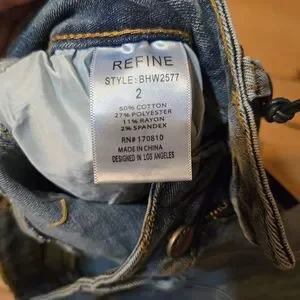 REFINE
STYLE: BHW2577
2
60% COTTON
27% POLYESTER
11% RAYON
2% SPANDEX
RN# 170810
MADE IN CHINA
DESIGNED IN LOS ANGELES